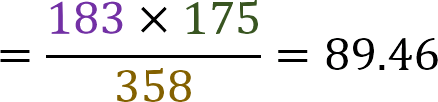 = 183 × 175 / 358 = 89.46